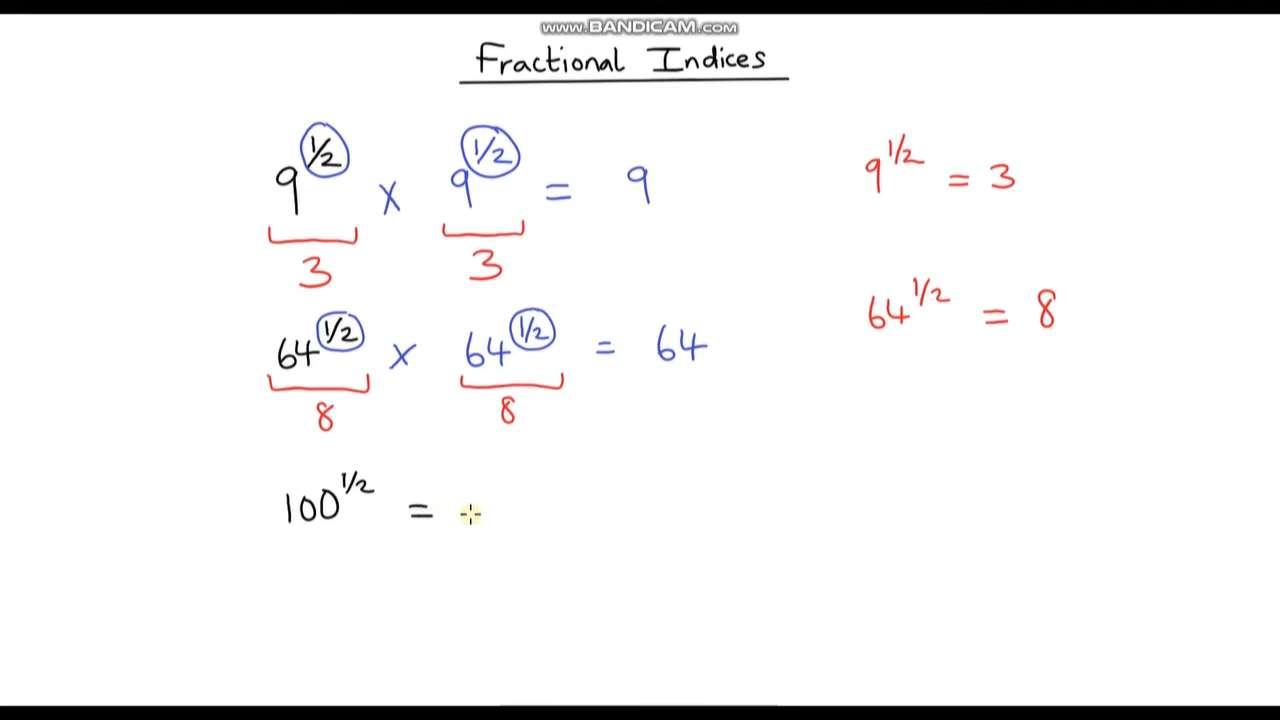 www.BANDICAM.com
Fractional Indices
9^(1/2) x 9^(1/2) = 9
3 3
9^(1/2) = 3
64^(1/2) x 64^(1/2) = 64
8 8
64^(1/2) = 8
100^(1/2) =